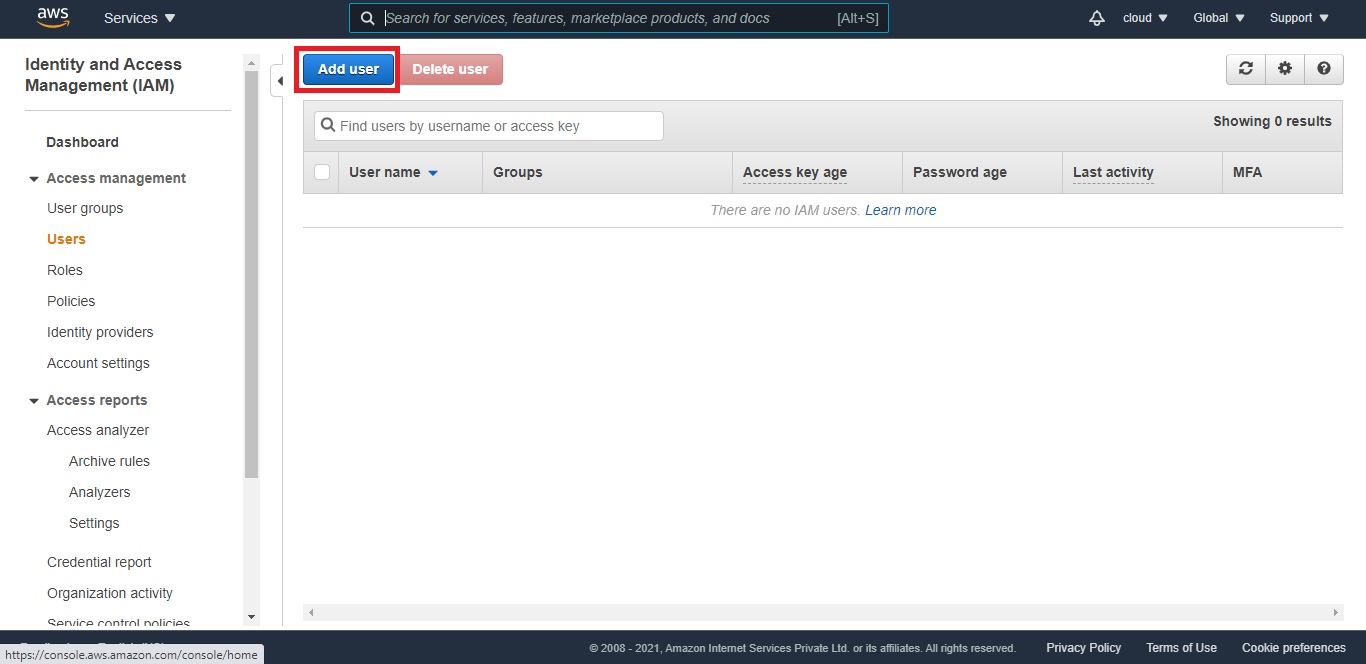 aws
Services
Search for services, features, marketplace products, and docs [Alt+S]
cloud
Global
Support
Identity and Access
Management (IAM)
Dashboard
Access management
User groups
Users
Roles
Policies
Identity providers
Account settings
Access reports
Access analyzer
Archive rules
Analyzers
Settings
Credential report
Organization activity
Service control policies
Add user
Delete user
Find users by username or access key
Showing 0 results
User name
Groups
Access key age
Password age
Last activity
MFA
There are no IAM users. Learn more
© 2008 - 2021, Amazon Internet Services Private Ltd. or its affiliates. All rights reserved.
Privacy Policy
Terms of Use
Cookie preferences
https://console.aws.amazon.com/console/home